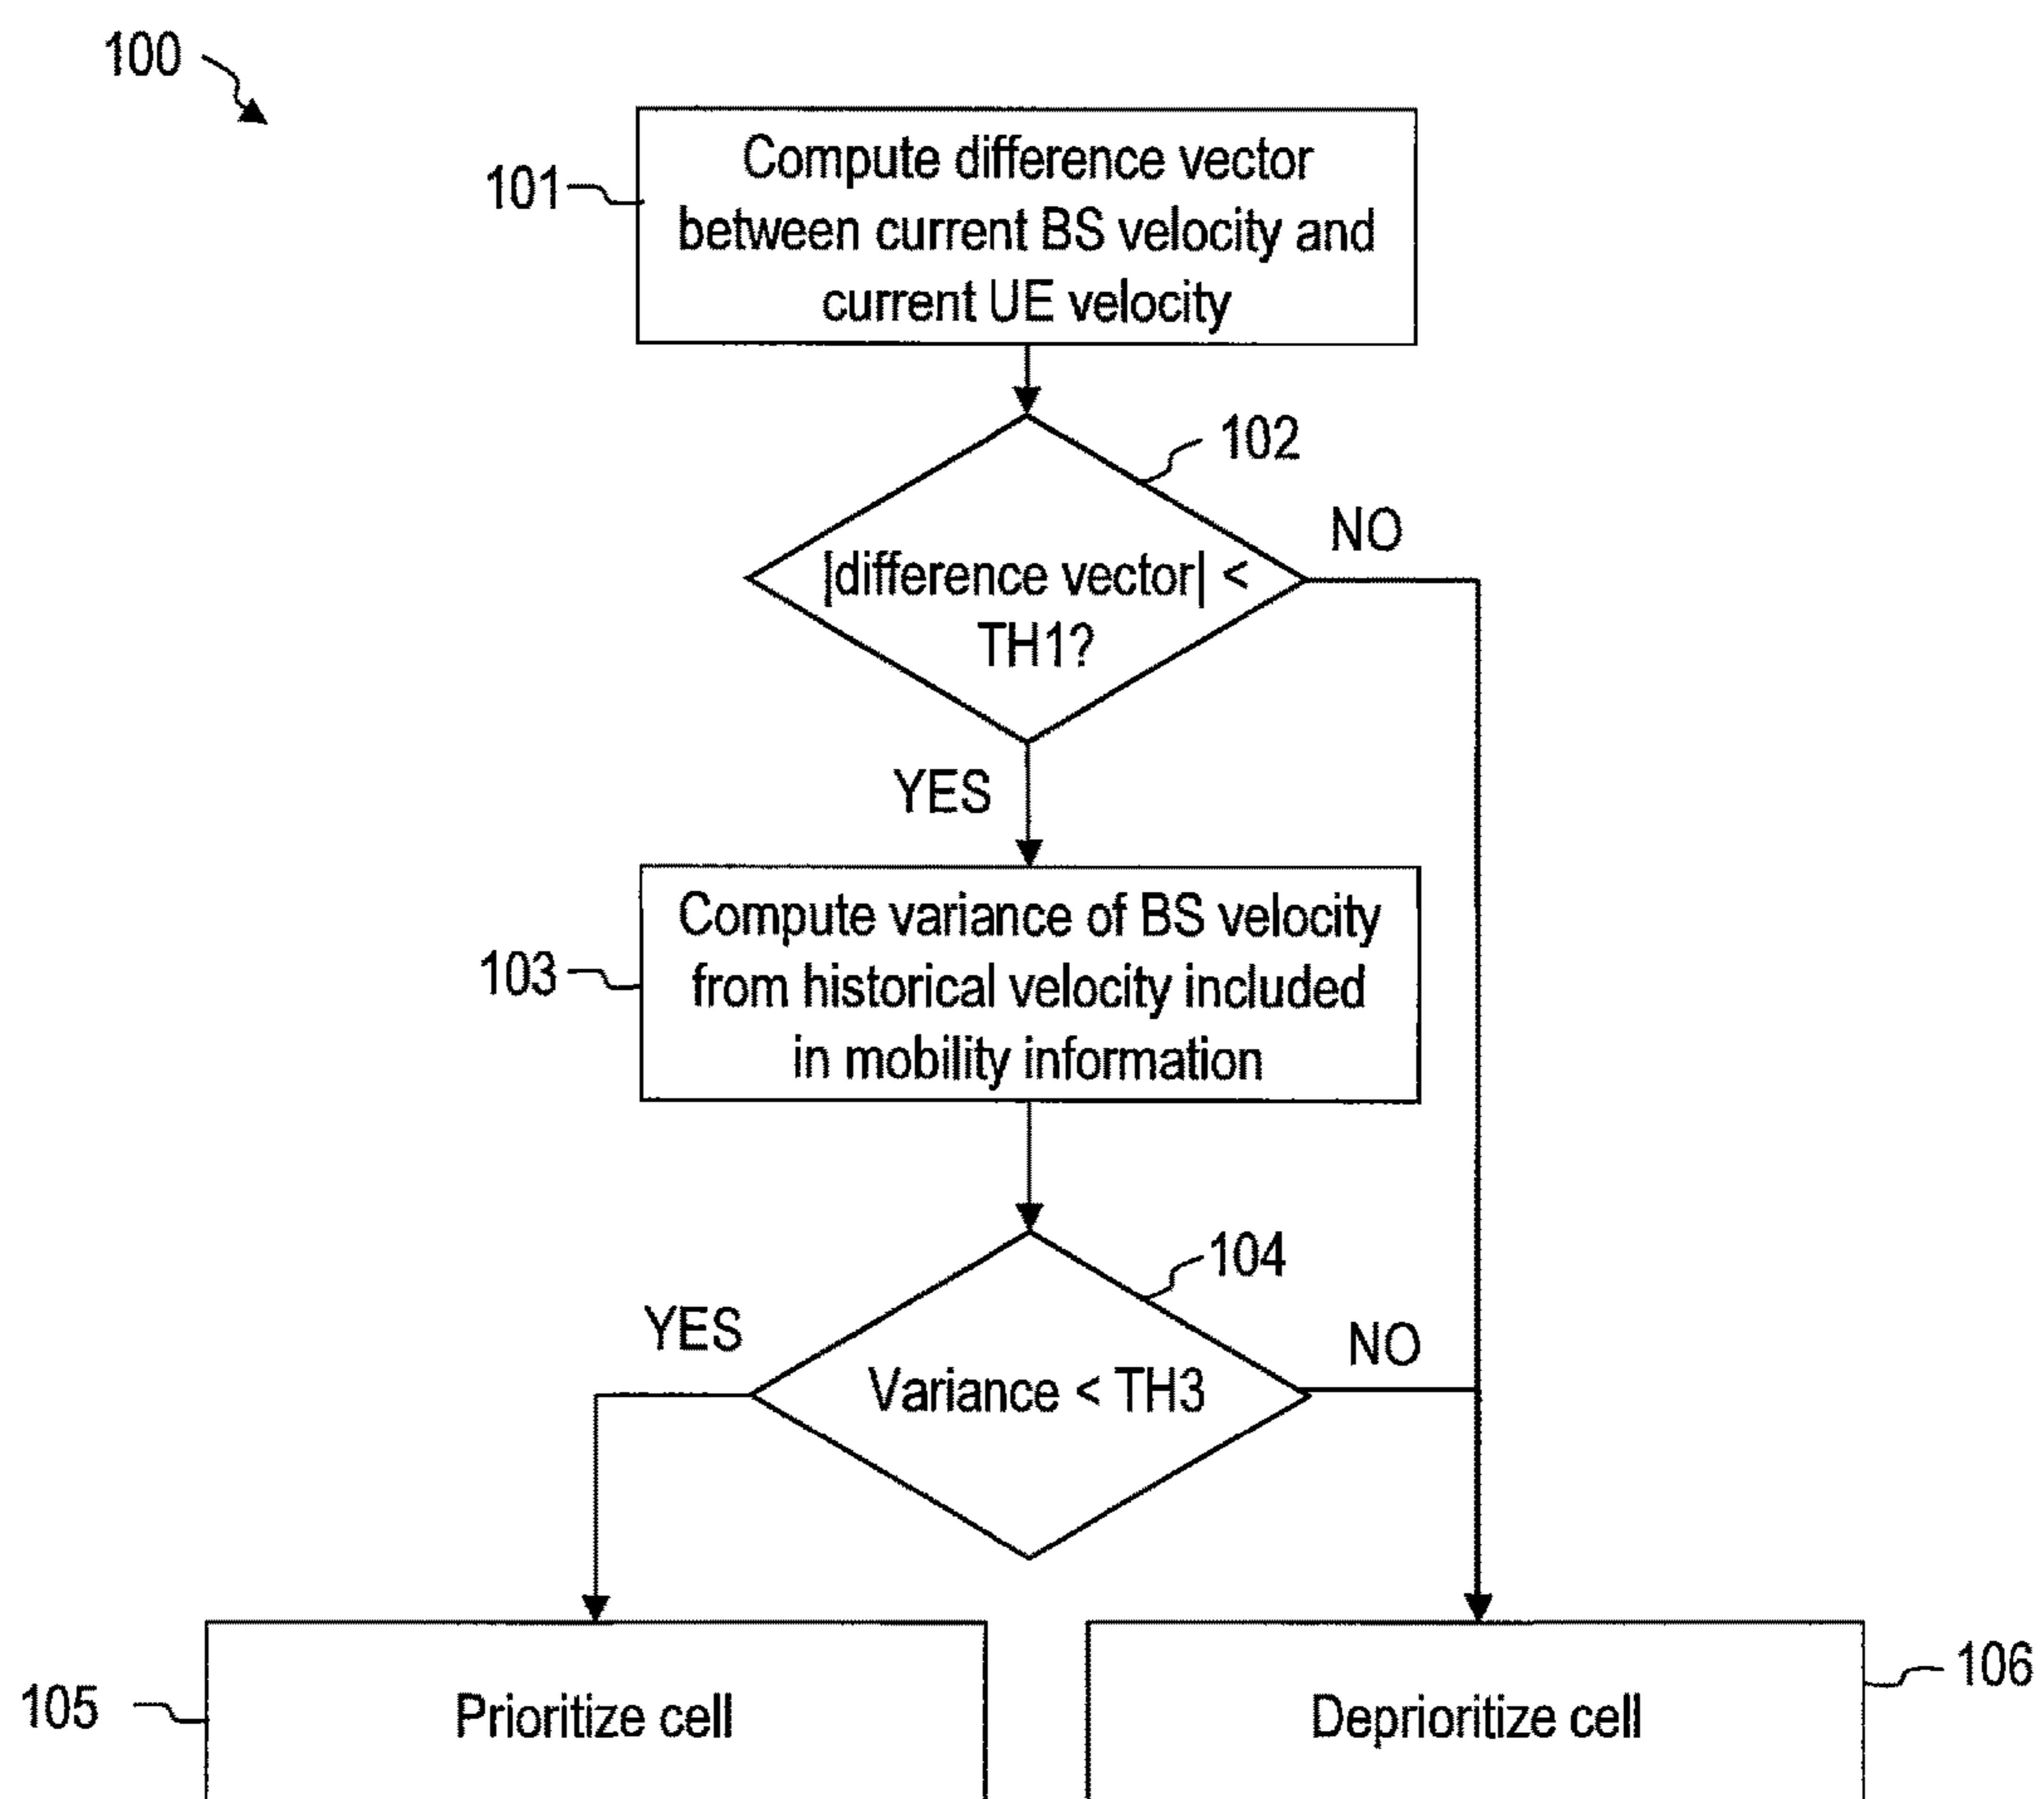 100
101
Compute difference vector
between current BS velocity and
current UE velocity
102
|difference vector| <
TH1?
NO
YES
103
Compute variance of BS velocity
from historical velocity included
in mobility information
104
Variance < TH3
YES
NO
105
Prioritize cell
Deprioritize cell
106